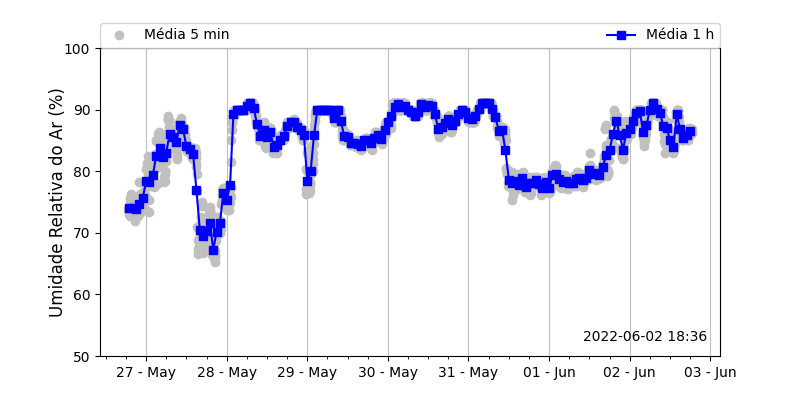 Média 5 min
Média 1 h
Umidade Relativa do Ar (%)
100
90
80
70
60
50
2022-06-02 18:36
27 - May
28 - May
29 - May
30 - May
31 - May
01 - Jun
02 - Jun
03 - Jun